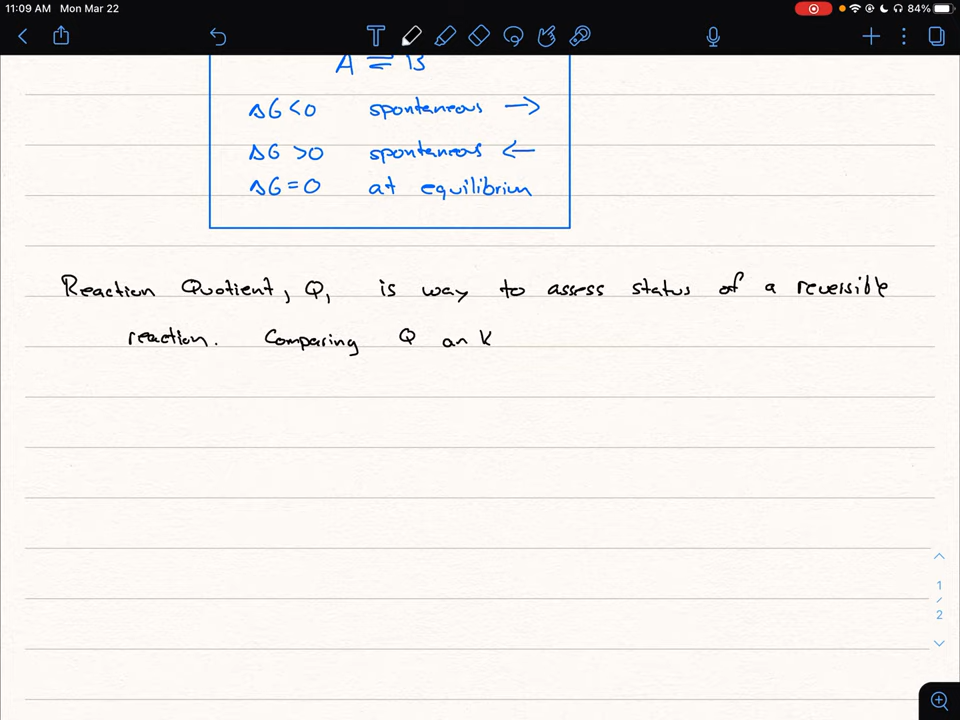 11:09 AM Mon Mar 22
84%
T
A ⇌ B
ΔG < 0 spontaneous →
ΔG > 0 spontaneous ←
ΔG = 0 at equilibrim
Reaction Quotient, Q, is way to assess status of a reversible
reaction. Comparing Q an K
1
/
2